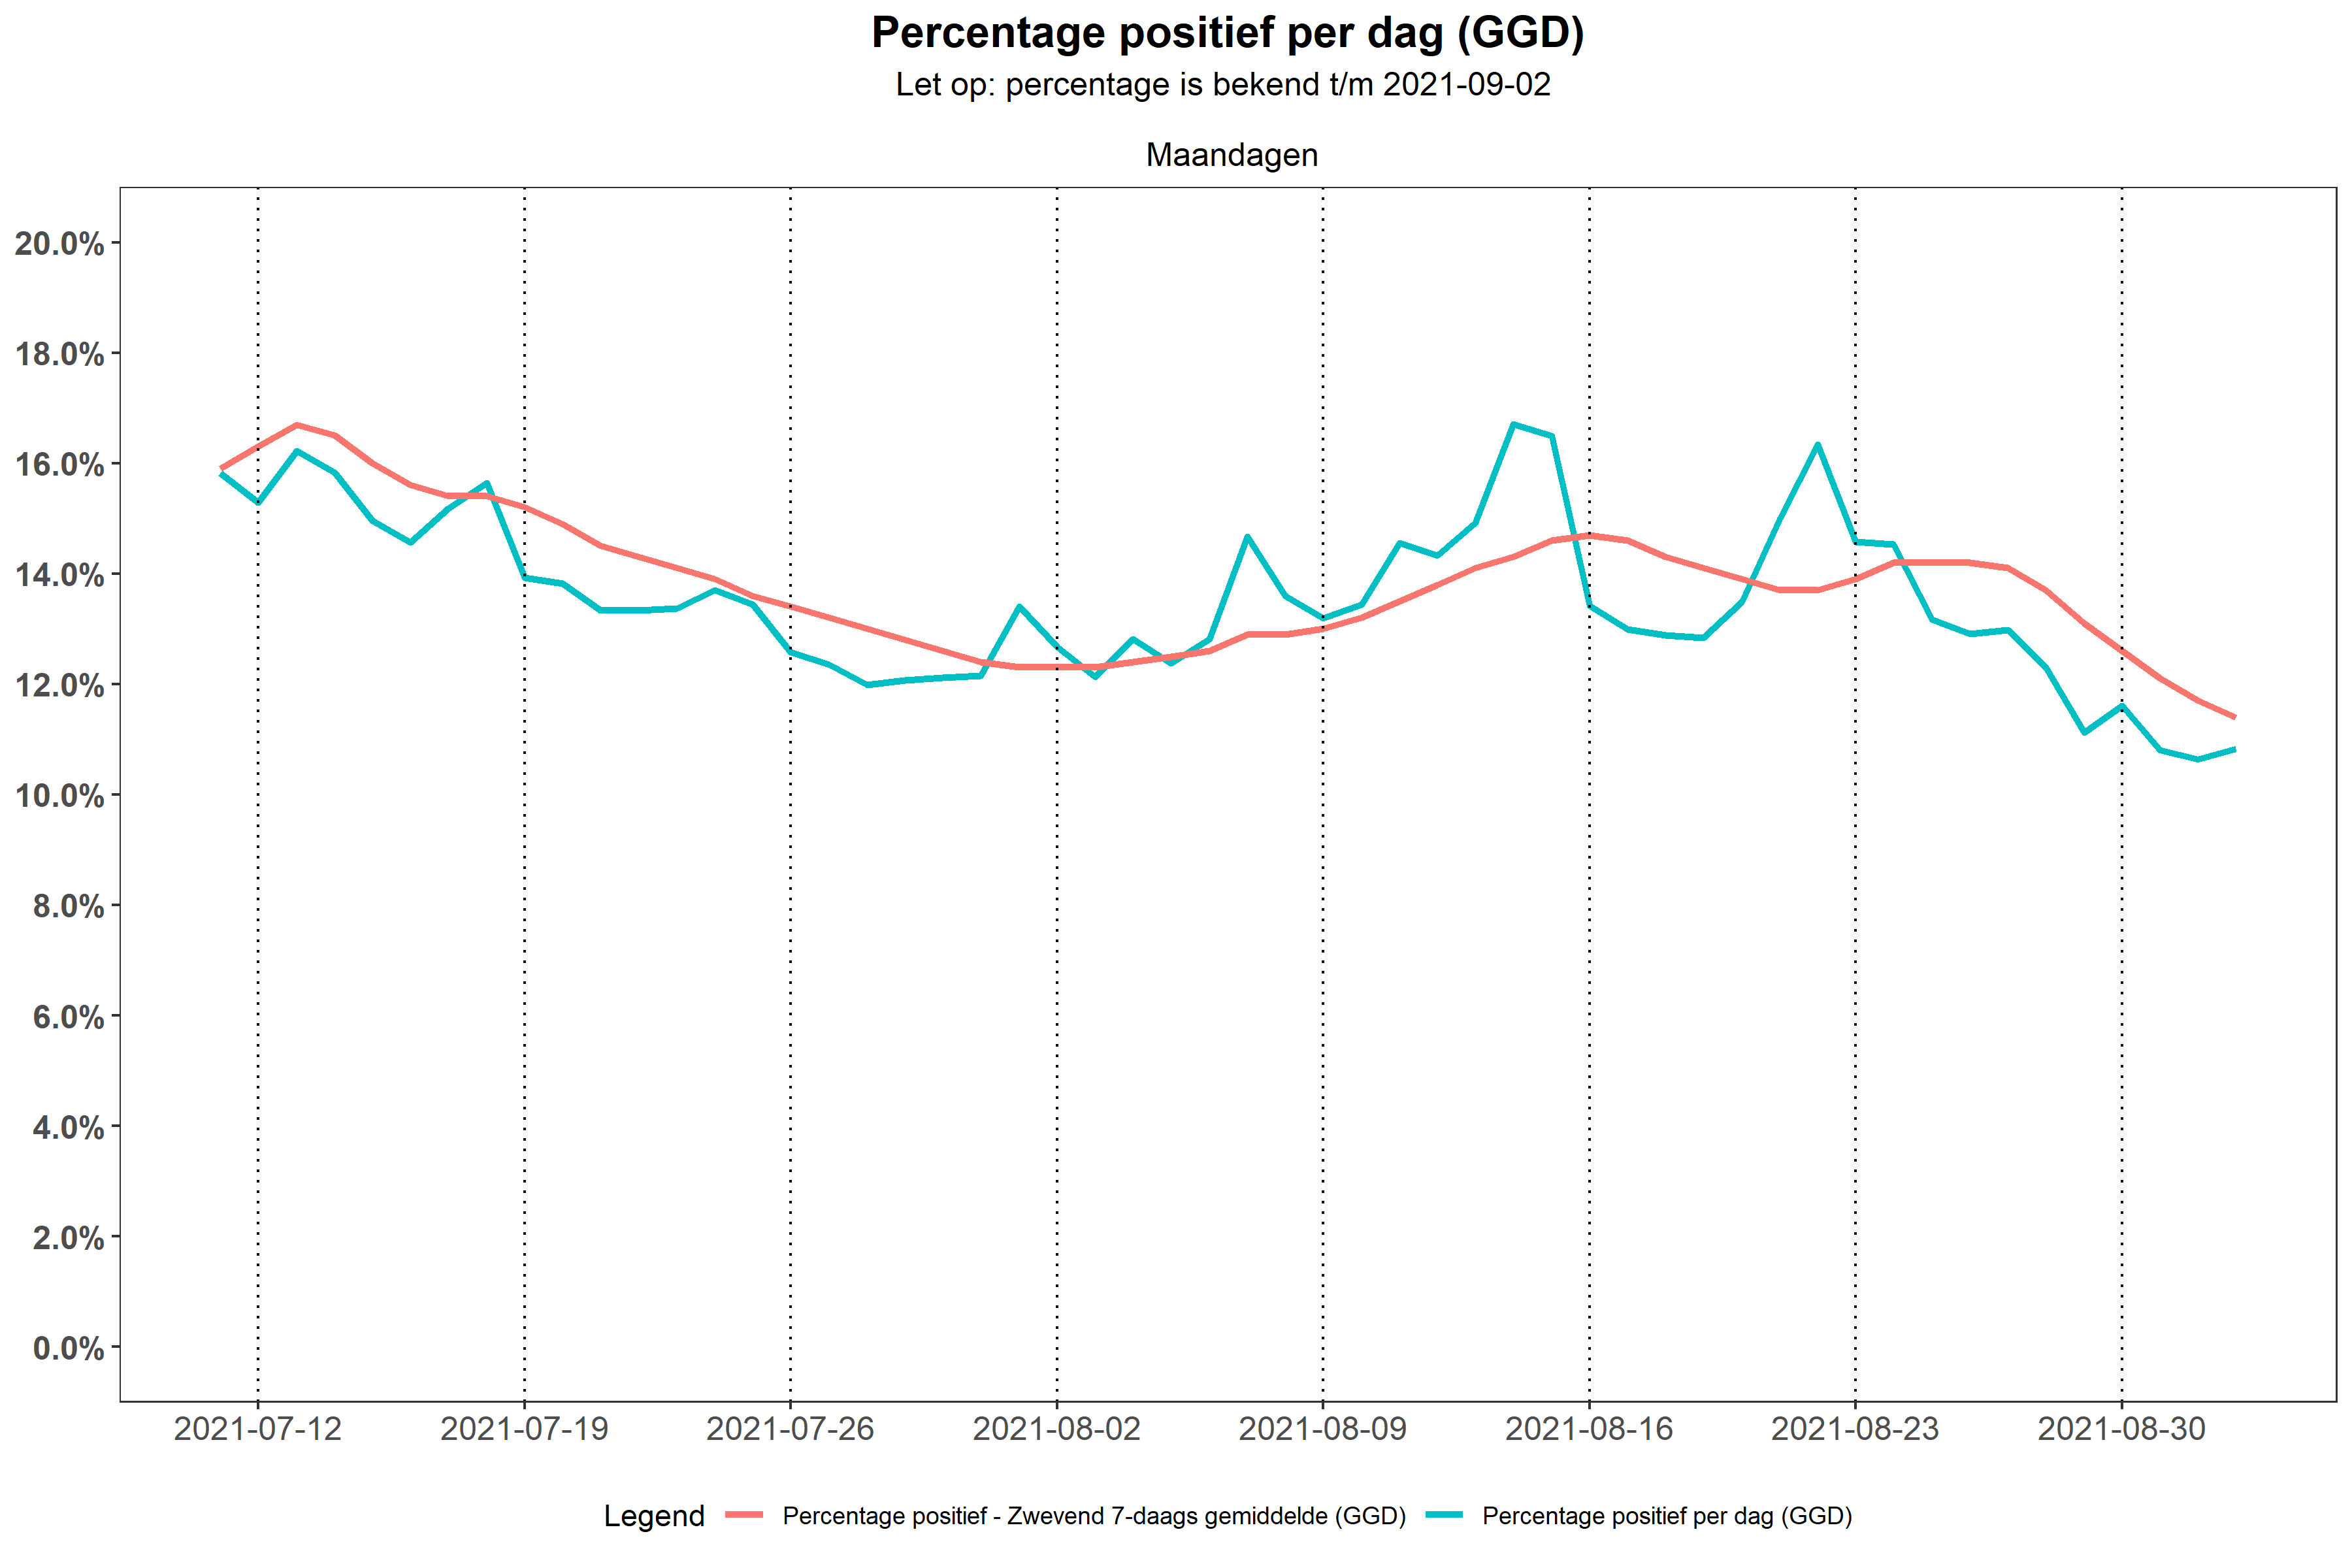 Percentage positief per dag (GGD)
Let op: percentage is bekend t/m 2021-09-02
Maandagen
20.0%
18.0%
16.0%
14.0%
12.0%
10.0%
8.0%
6.0%
4.0%
2.0%
0.0%
2021-07-12 2021-07-19 2021-07-26 2021-08-02 2021-08-09 2021-08-16 2021-08-23 2021-08-30
Legend Percentage positief - Zwevend 7-daags gemiddelde (GGD) Percentage positief per dag (GGD)